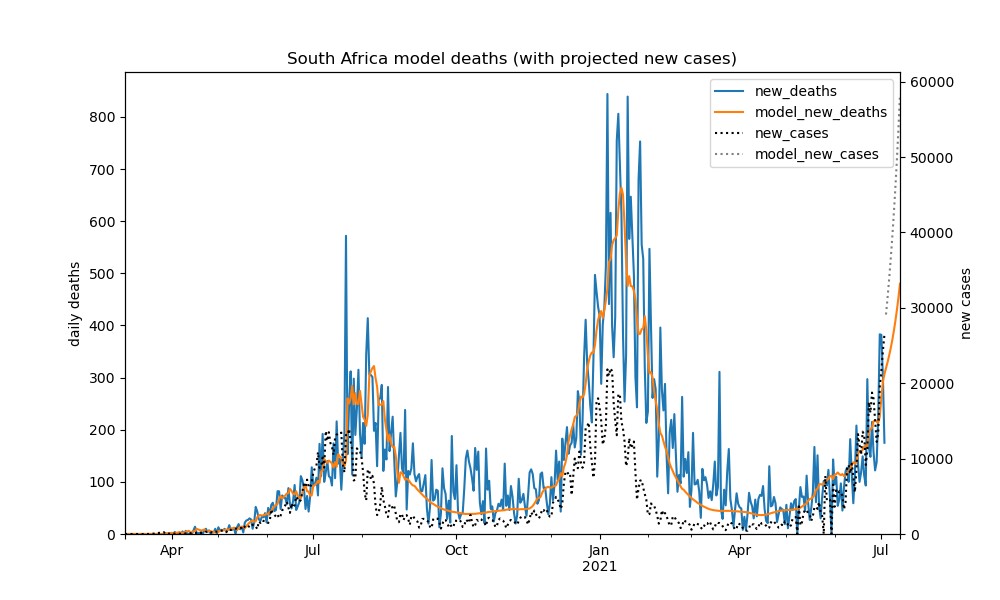 South Africa model deaths (with projected new cases)
new_deaths
model_new_deaths
new_cases
model_new_cases
daily deaths
800
700
600
500
400
300
200
100
0
60000
50000
40000
30000
20000
10000
0
new cases
Apr Jul Oct Jan Apr Jul
2021